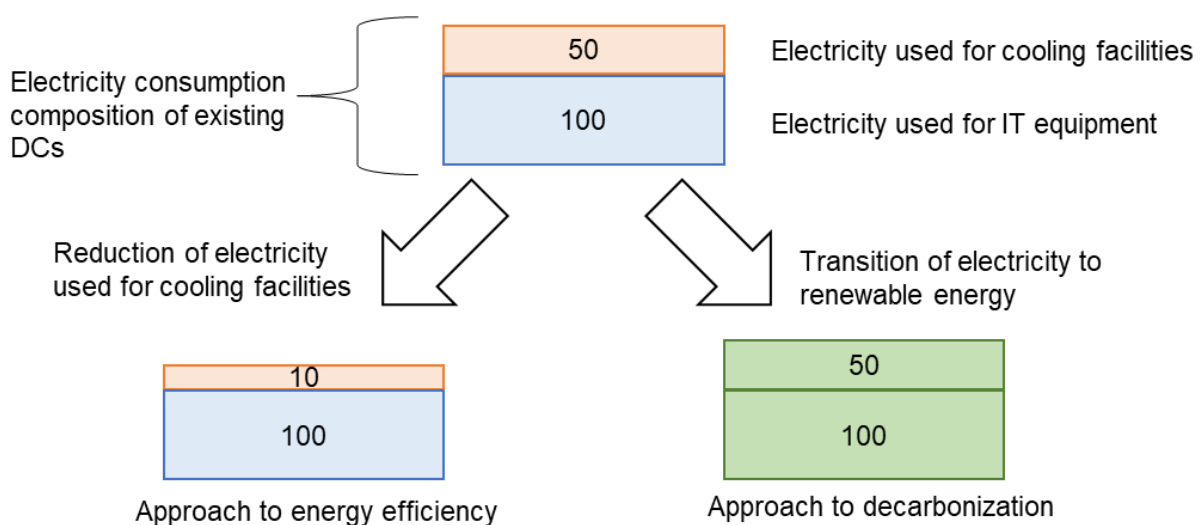 50
Electricity used for cooling facilities
Electricity consumption
composition of existing
DCs
100
Electricity used for IT equipment
Reduction of electricity
used for cooling facilities
Transition of electricity to
renewable energy
10
100
50
100
Approach to energy efficiency
Approach to decarbonization